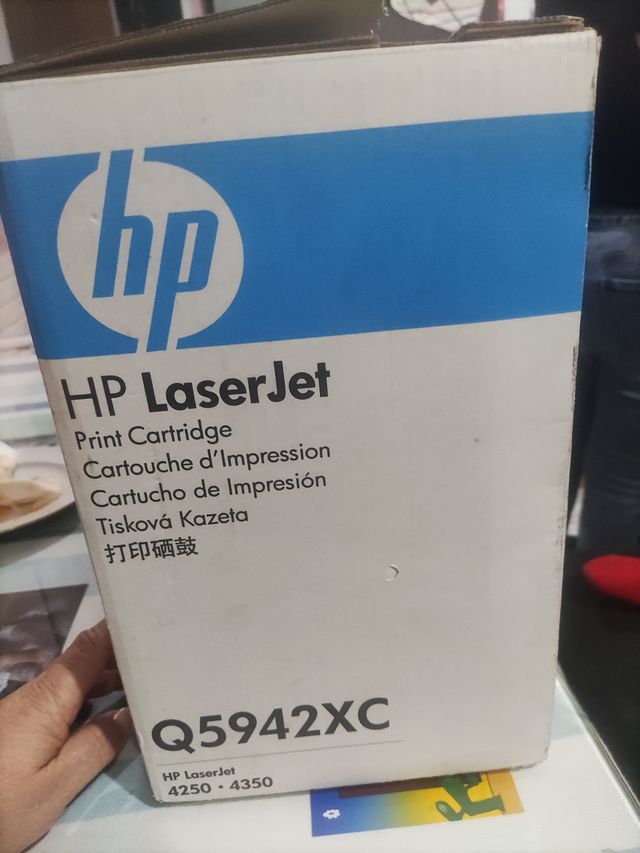 hp
HP LaserJet
Print Cartridge
Cartouche d'Impression
Cartucho de Impresión
Tisková Kazeta
打印硒鼓
Q5942XC
HP LaserJet
4250 • 4350